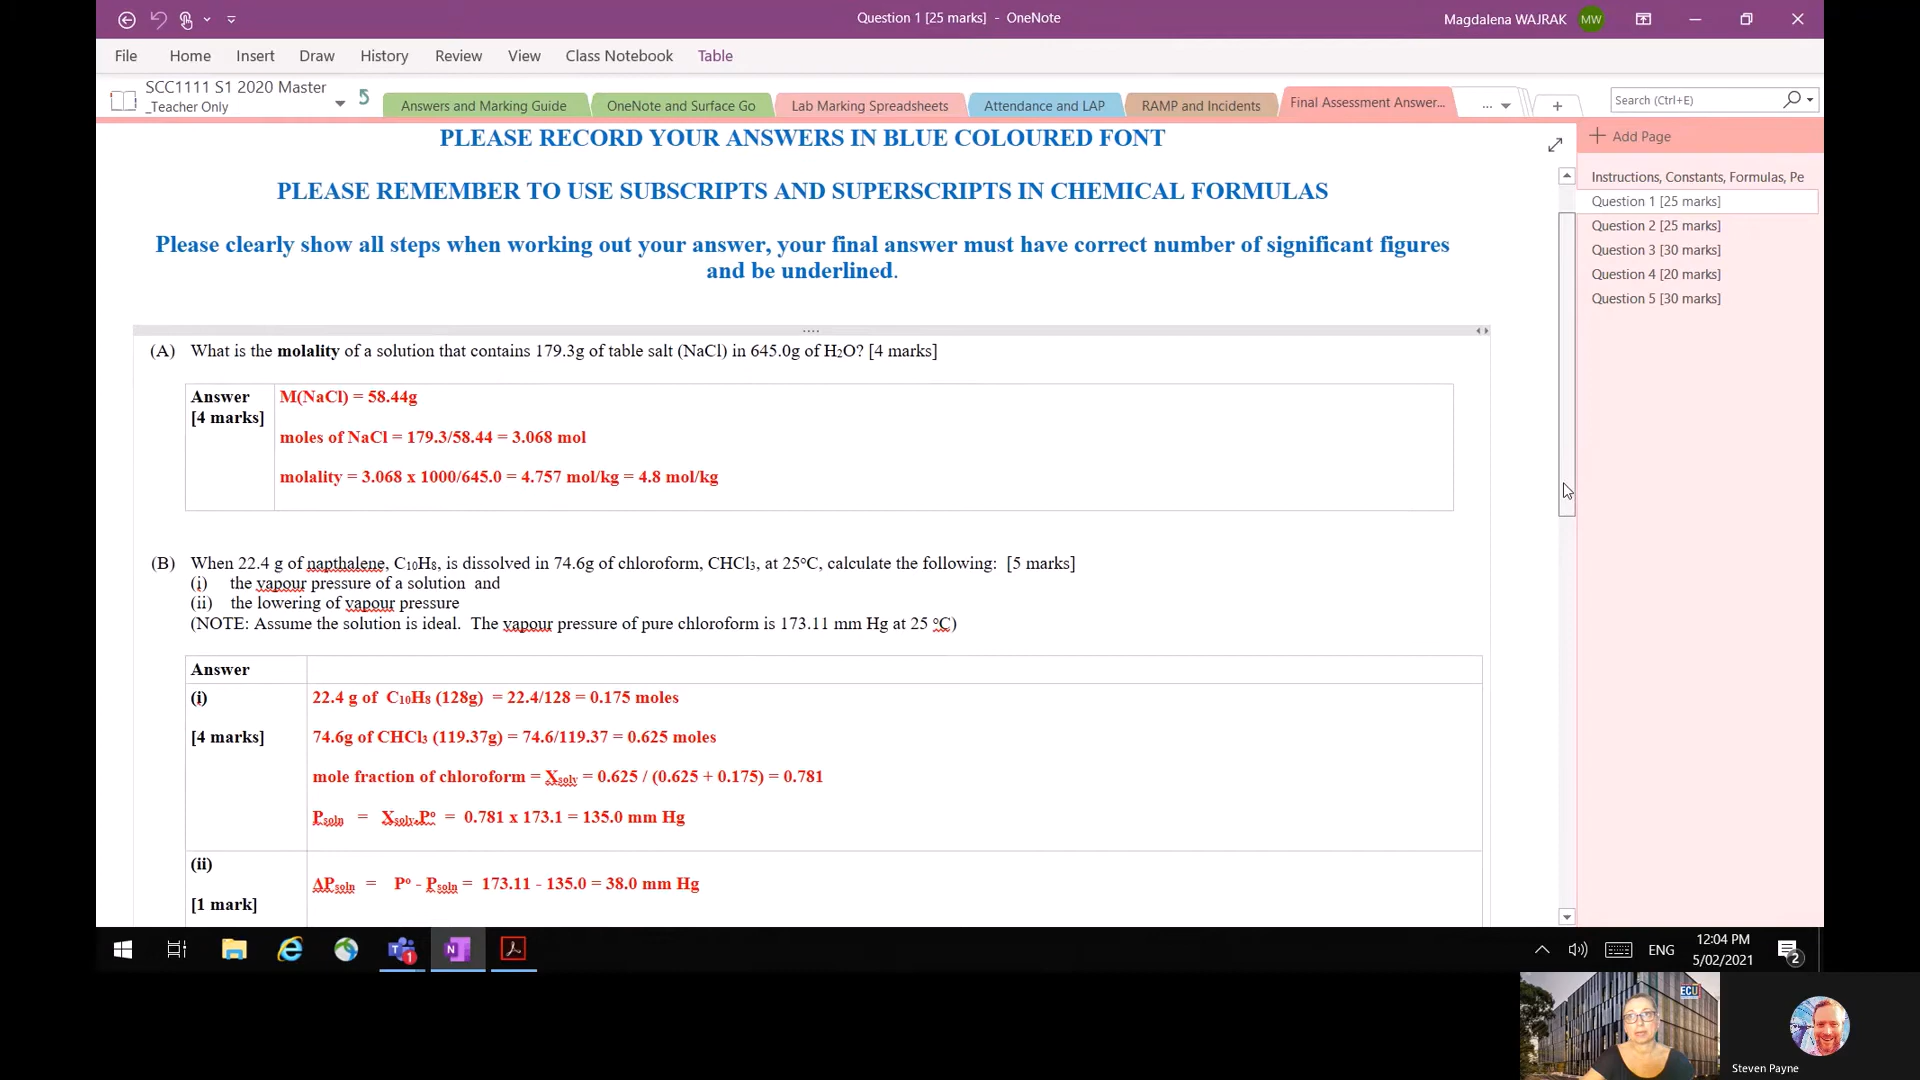 Question 1 [25 marks] - OneNote
Magdalena WAJRAK MW
File Home Insert Draw History Review View Class Notebook Table
SCC1111 S1 2020 Master
_Teacher Only
Answers and Marking Guide
OneNote and Surface Go
Lab Marking Spreadsheets
Attendance and LAP
RAMP and Incidents
Final Assessment Answer...
...
Search (Ctrl+E)
Add Page
Instructions, Constants, Formulas, Pe
Question 1 [25 marks]
Question 2 [25 marks]
Question 3 [30 marks]
Question 4 [20 marks]
Question 5 [30 marks]
PLEASE RECORD YOUR ANSWERS IN BLUE COLOURED FONT
PLEASE REMEMBER TO USE SUBSCRIPTS AND SUPERSCRIPTS IN CHEMICAL FORMULAS
Please clearly show all steps when working out your answer, your final answer must have correct number of significant figures
and be underlined.
(A) What is the molality of a solution that contains 179.3g of table salt (NaCl) in 645.0g of H₂O? [4 marks]
Answer
[4 marks]
M(NaCl) = 58.44g
moles of NaCl = 179.3/58.44 = 3.068 mol
molality = 3.068 x 1000/645.0 = 4.757 mol/kg = 4.8 mol/kg
(B) When 22.4 g of napthalene, C₁₀H₈, is dissolved in 74.6g of chloroform, CHCl₃, at 25°C, calculate the following: [5 marks]
(i) the vapour pressure of a solution and
(ii) the lowering of vapour pressure
(NOTE: Assume the solution is ideal. The vapour pressure of pure chloroform is 173.11 mm Hg at 25 °C)
Answer
(i)
[4 marks]
22.4 g of C₁₀H₈ (128g) = 22.4/128 = 0.175 moles
74.6g of CHCl₃ (119.37g) = 74.6/119.37 = 0.625 moles
mole fraction of chloroform = Xsolv = 0.625 / (0.625 + 0.175) = 0.781
Psoln = Xsolv.P° = 0.781 x 173.1 = 135.0 mm Hg
(ii)
[1 mark]
ΔPsoln = P° - Psoln = 173.11 - 135.0 = 38.0 mm Hg
ENG
12:04 PM
5/02/2021
2
1
ECU
Steven Payne